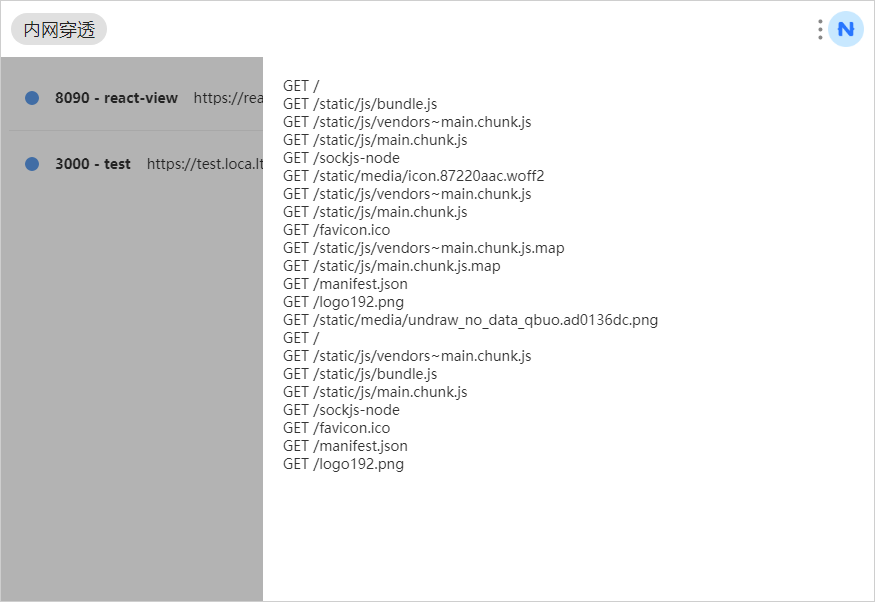 内网穿透
N
8090 - react-view https://rea
3000 - test https://test.loca.lt
GET /
GET /static/js/bundle.js
GET /static/js/vendors~main.chunk.js
GET /static/js/main.chunk.js
GET /sockjs-node
GET /static/media/icon.87220aac.woff2
GET /static/js/vendors~main.chunk.js
GET /static/js/main.chunk.js
GET /favicon.ico
GET /static/js/vendors~main.chunk.js.map
GET /static/js/main.chunk.js.map
GET /manifest.json
GET /logo192.png
GET /static/media/undraw_no_data_qbuo.ad0136dc.png
GET /
GET /static/js/vendors~main.chunk.js
GET /static/js/bundle.js
GET /static/js/main.chunk.js
GET /sockjs-node
GET /favicon.ico
GET /manifest.json
GET /logo192.png